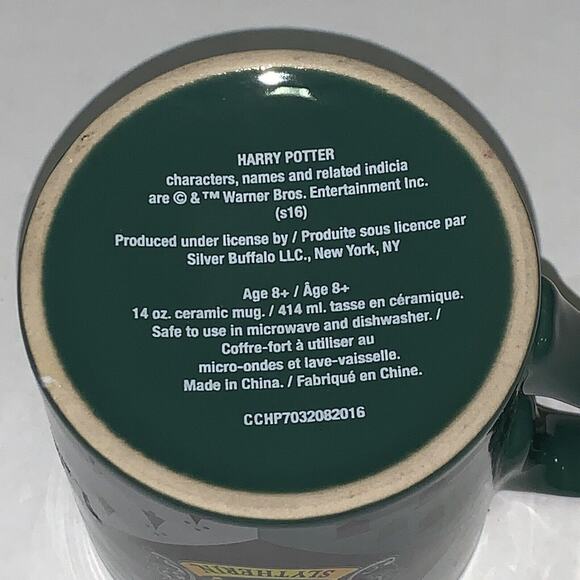 HARRY POTTER
characters, names and related indicia
are © & ™ Warner Bros. Entertainment Inc.
(s16)
Produced under license by / Produite sous licence par
Silver Buffalo LLC., New York, NY
Age 8+ / Âge 8+
14 oz. ceramic mug. / 414 ml. tasse en céramique.
Safe to use in microwave and dishwasher. /
Coffre-fort à utiliser au
micro-ondes et lave-vaisselle.
Made in China. / Fabriqué en Chine.
CCHP7032082016
SLYTHERIN